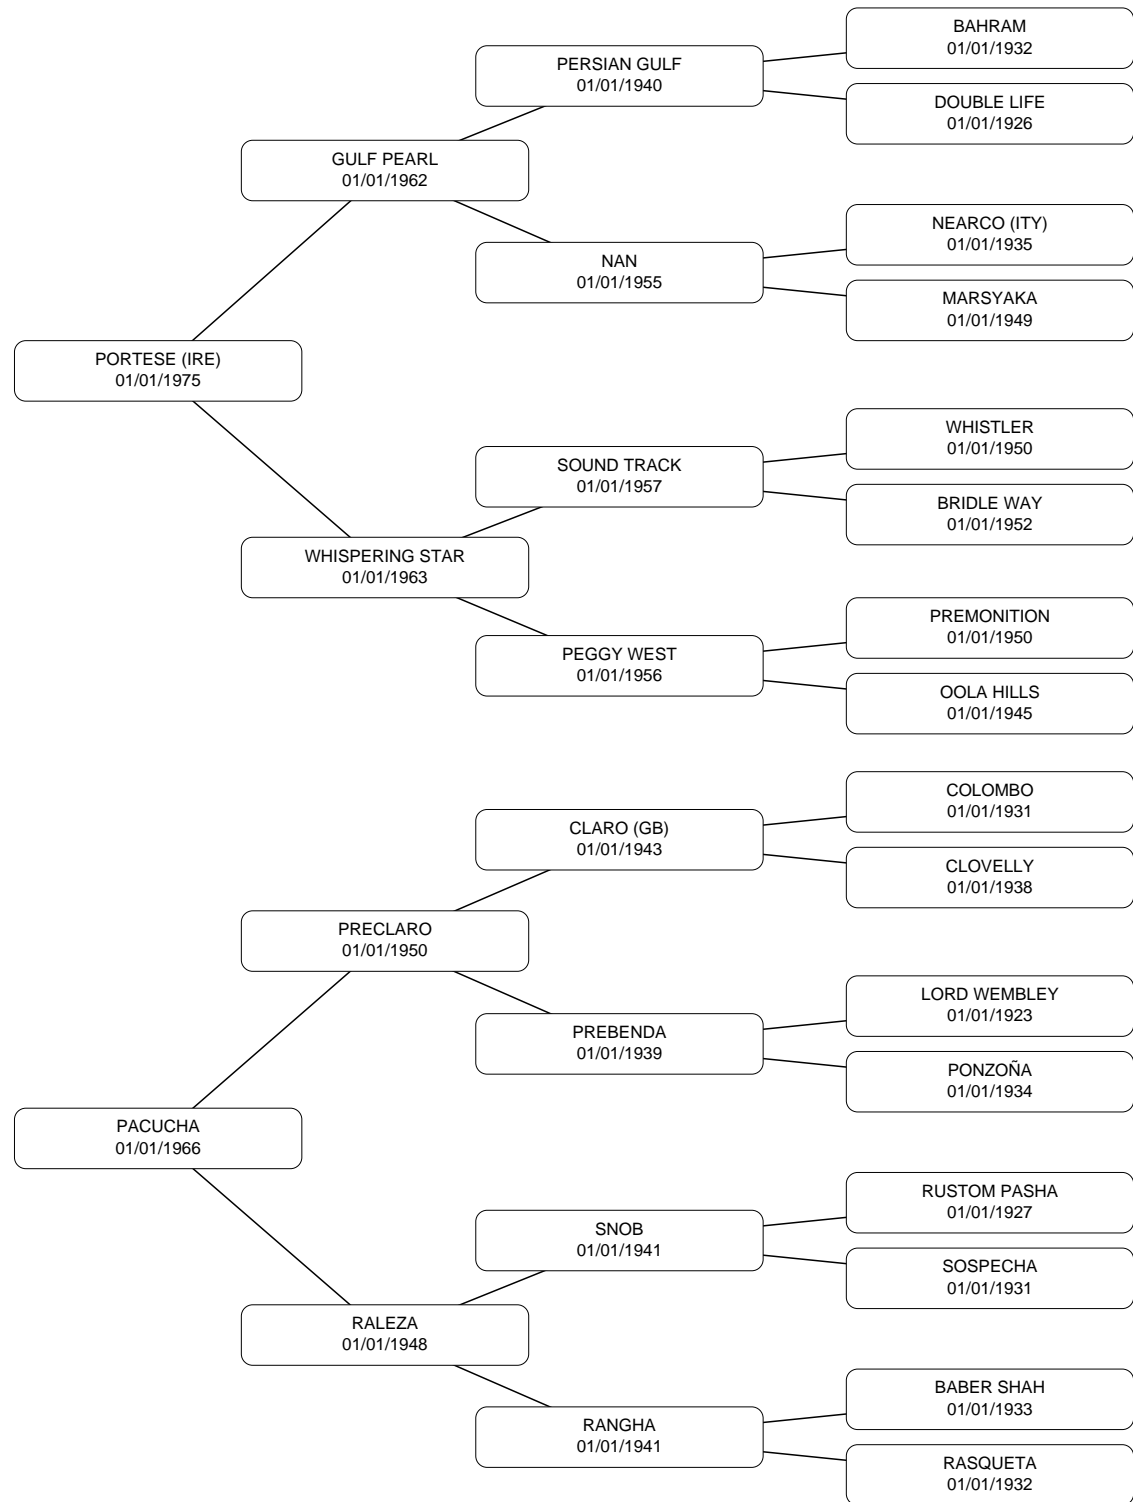 BAHRAM
01/01/1932
PERSIAN GULF
01/01/1940
DOUBLE LIFE
01/01/1926
GULF PEARL
01/01/1962
NEARCO (ITY)
01/01/1935
NAN
01/01/1955
MARSYAKA
01/01/1949
PORTESE (IRE)
01/01/1975
WHISTLER
01/01/1950
SOUND TRACK
01/01/1957
BRIDLE WAY
01/01/1952
WHISPERING STAR
01/01/1963
PREMONITION
01/01/1950
PEGGY WEST
01/01/1956
OOLA HILLS
01/01/1945
COLOMBO
01/01/1931
CLARO (GB)
01/01/1943
CLOVELLY
01/01/1938
PRECLARO
01/01/1950
LORD WEMBLEY
01/01/1923
PREBENDA
01/01/1939
PONZOÑA
01/01/1934
PACUCHA
01/01/1966
RUSTOM PASHA
01/01/1927
SNOB
01/01/1941
SOSPECHA
01/01/1931
RALEZA
01/01/1948
BABER SHAH
01/01/1933
RANGHA
01/01/1941
RASQUETA
01/01/1932